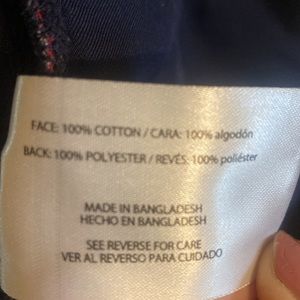 FACE: 100% COTTON / CARA: 100% algodón
BACK: 100% POLYESTER / REVÉS: 100% poliéster
MADE IN BANGLADESH
HECHO EN BANGLADESH
SEE REVERSE FOR CARE
VER AL REVERSO PARA CUIDADO